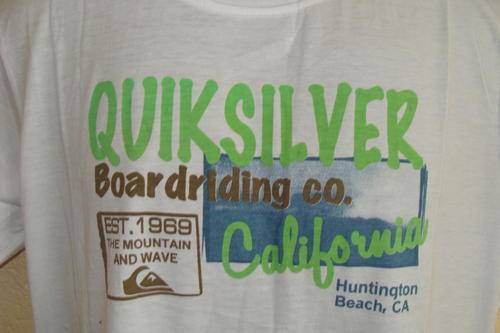 QUIKSILVER
Boardriding co.
EST. 1969
THE MOUNTAIN
AND WAVE
California
Huntington
Beach, CA